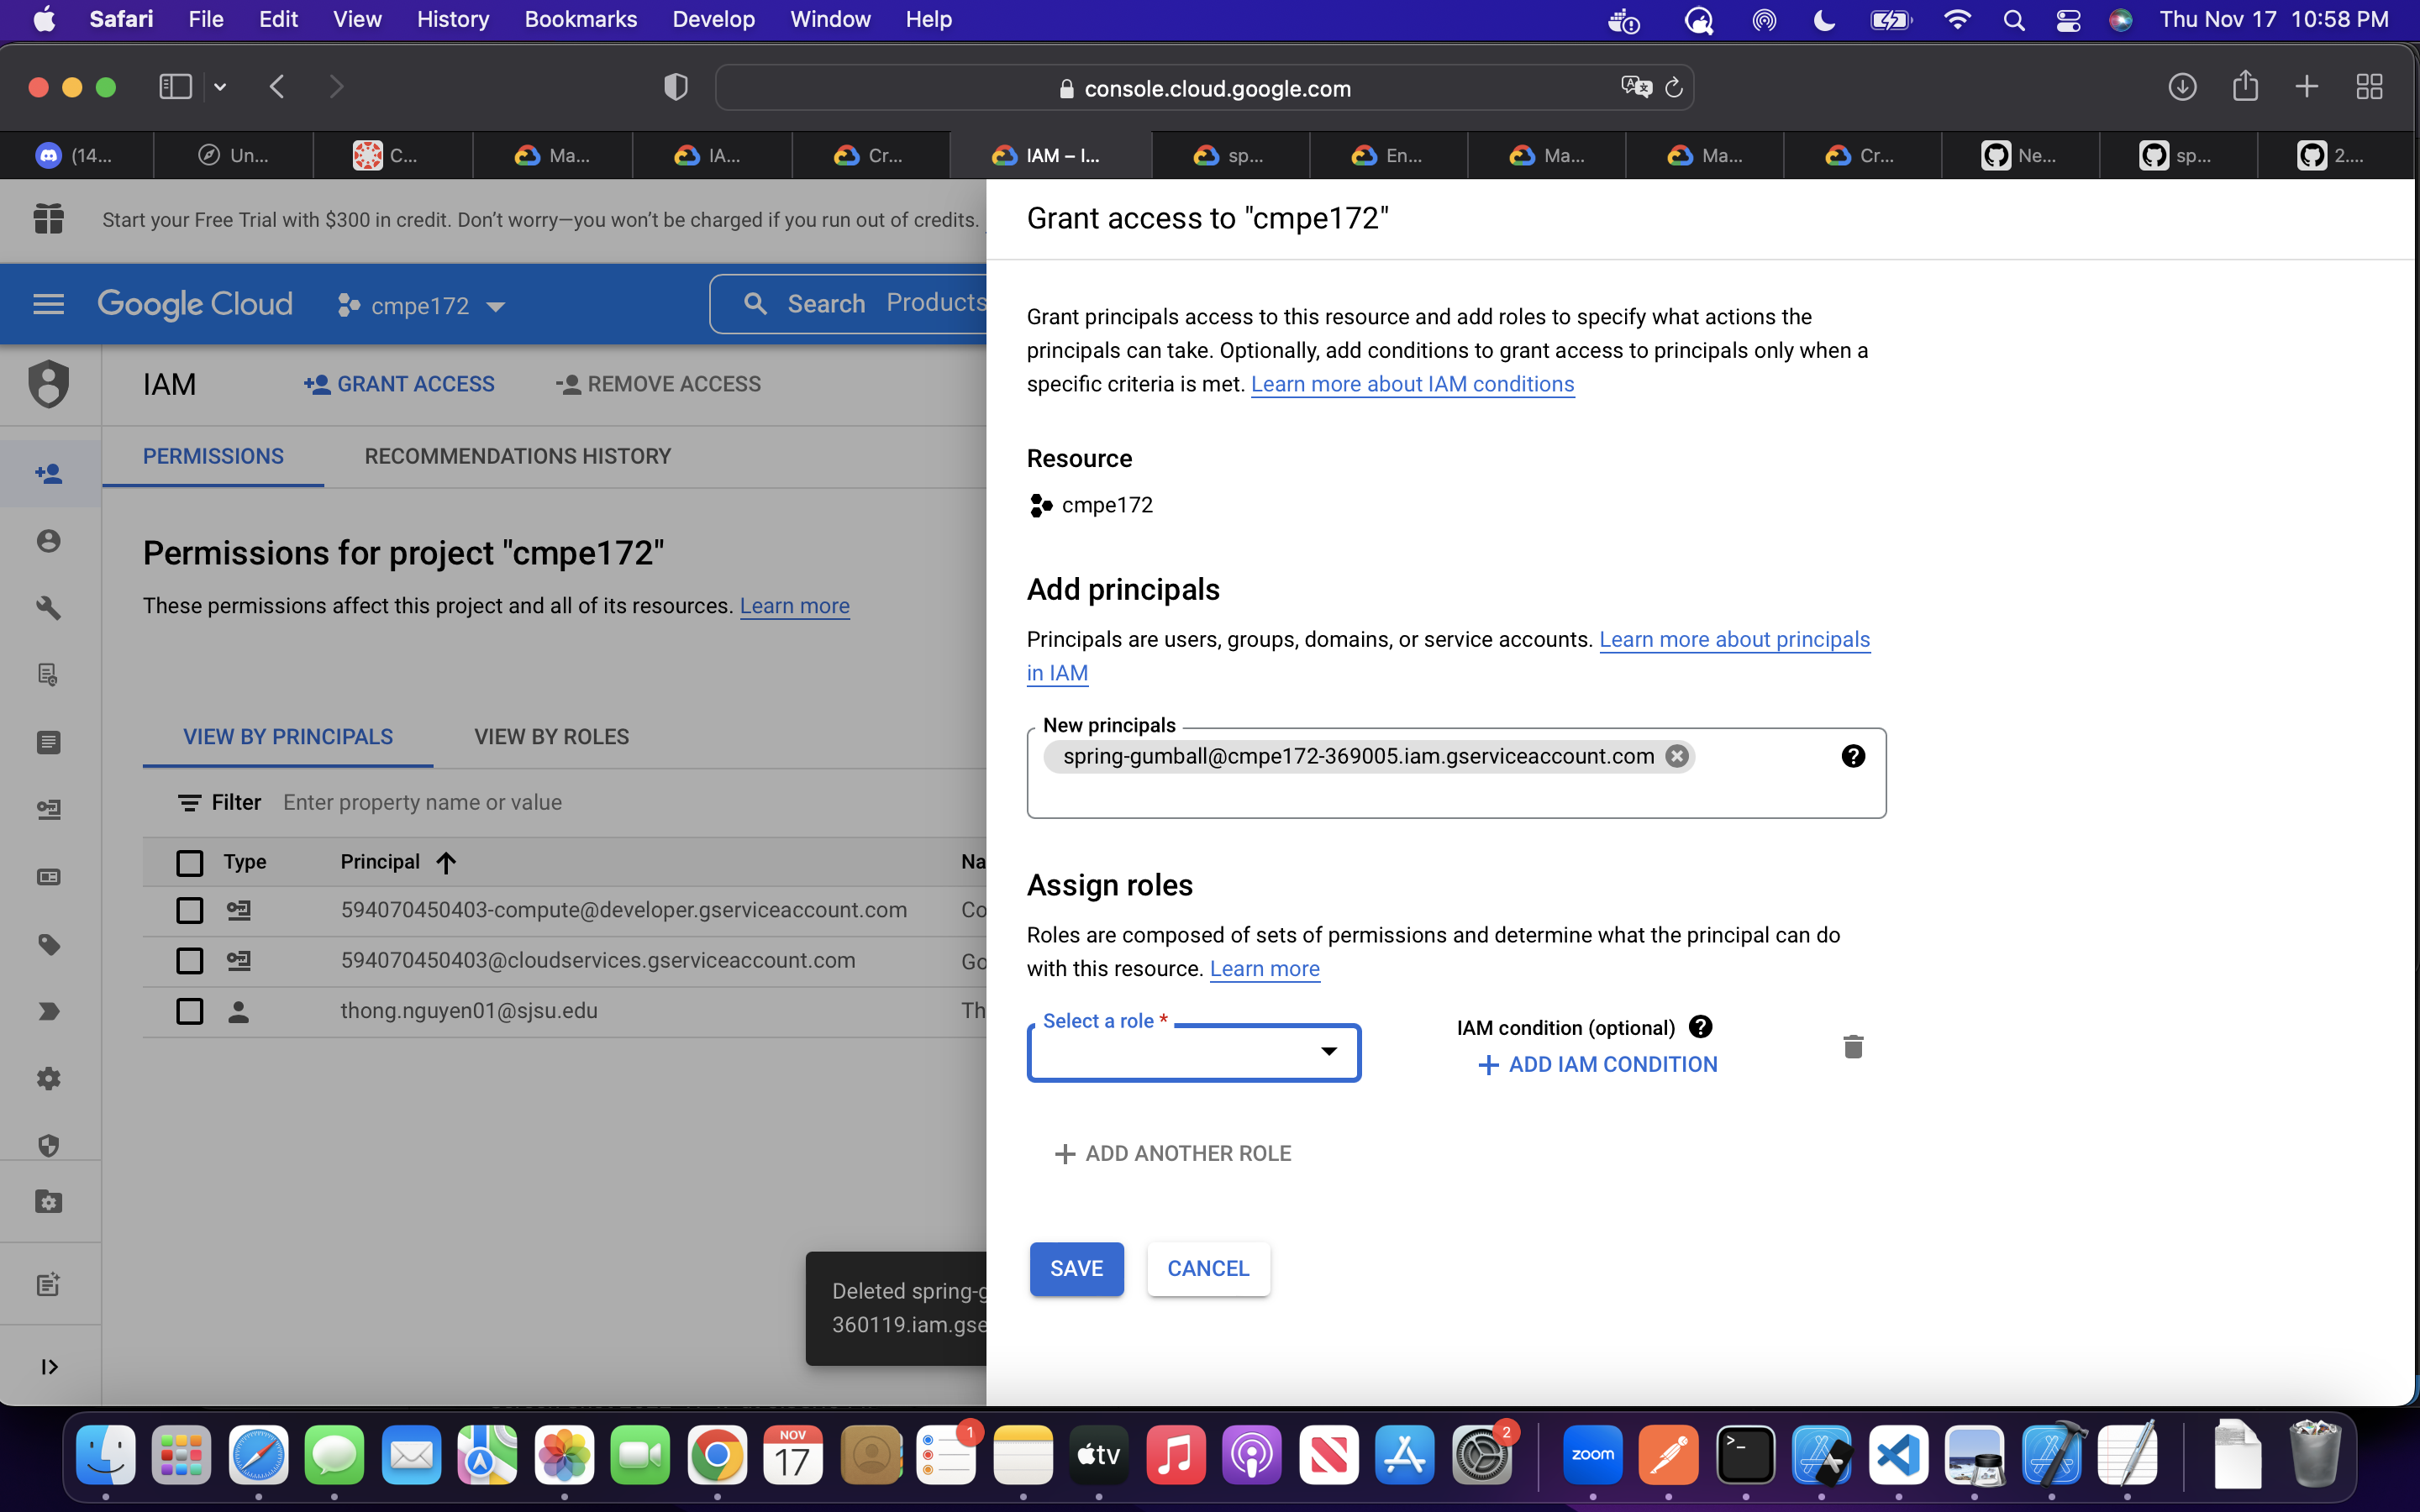 Safari File Edit View History Bookmarks Develop Window Help Thu Nov 17 10:58 PM
console.cloud.google.com
(14... Un... C... Ma... IA... Cr... IAM – I... sp... En... Ma... Ma... Cr... Ne... sp... 2....
Start your Free Trial with $300 in credit. Don't worry—you won't be charged if you run out of credits.
Google Cloud cmpe172 Search Products
IAM GRANT ACCESS REMOVE ACCESS
PERMISSIONS RECOMMENDATIONS HISTORY
Permissions for project "cmpe172"
These permissions affect this project and all of its resources. Learn more
VIEW BY PRINCIPALS VIEW BY ROLES
Filter Enter property name or value
Type Principal Na
594070450403-compute@developer.gserviceaccount.com Co
594070450403@cloudservices.gserviceaccount.com Go
thong.nguyen01@sjsu.edu Th
Deleted spring-g
360119.iam.gse
Grant access to "cmpe172"
Grant principals access to this resource and add roles to specify what actions the
principals can take. Optionally, add conditions to grant access to principals only when a
specific criteria is met. Learn more about IAM conditions
Resource
cmpe172
Add principals
Principals are users, groups, domains, or service accounts. Learn more about principals
in IAM
New principals
spring-gumball@cmpe172-369005.iam.gserviceaccount.com
Assign roles
Roles are composed of sets of permissions and determine what the principal can do
with this resource. Learn more
Select a role *
IAM condition (optional)
ADD IAM CONDITION
ADD ANOTHER ROLE
SAVE CANCEL
NOV
17
1
tv
2
zoom